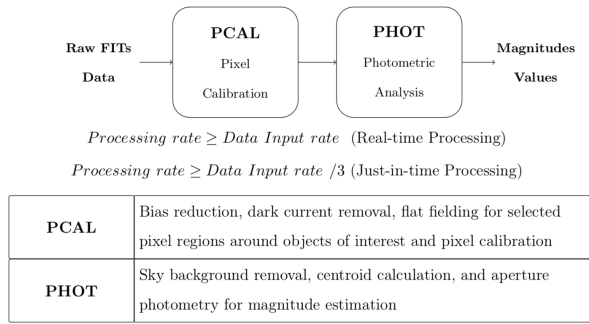 Raw FITs
Data
PCAL
Pixel
Calibration
PHOT
Photometric
Analysis
Magnitudes
Values
Processing rate ≥ Data Input rate (Real-time Processing)
Processing rate ≥ Data Input rate /3 (Just-in-time Processing)
PCAL
Bias reduction, dark current removal, flat fielding for selected
pixel regions around objects of interest and pixel calibration
PHOT
Sky background removal, centroid calculation, and aperture
photometry for magnitude estimation